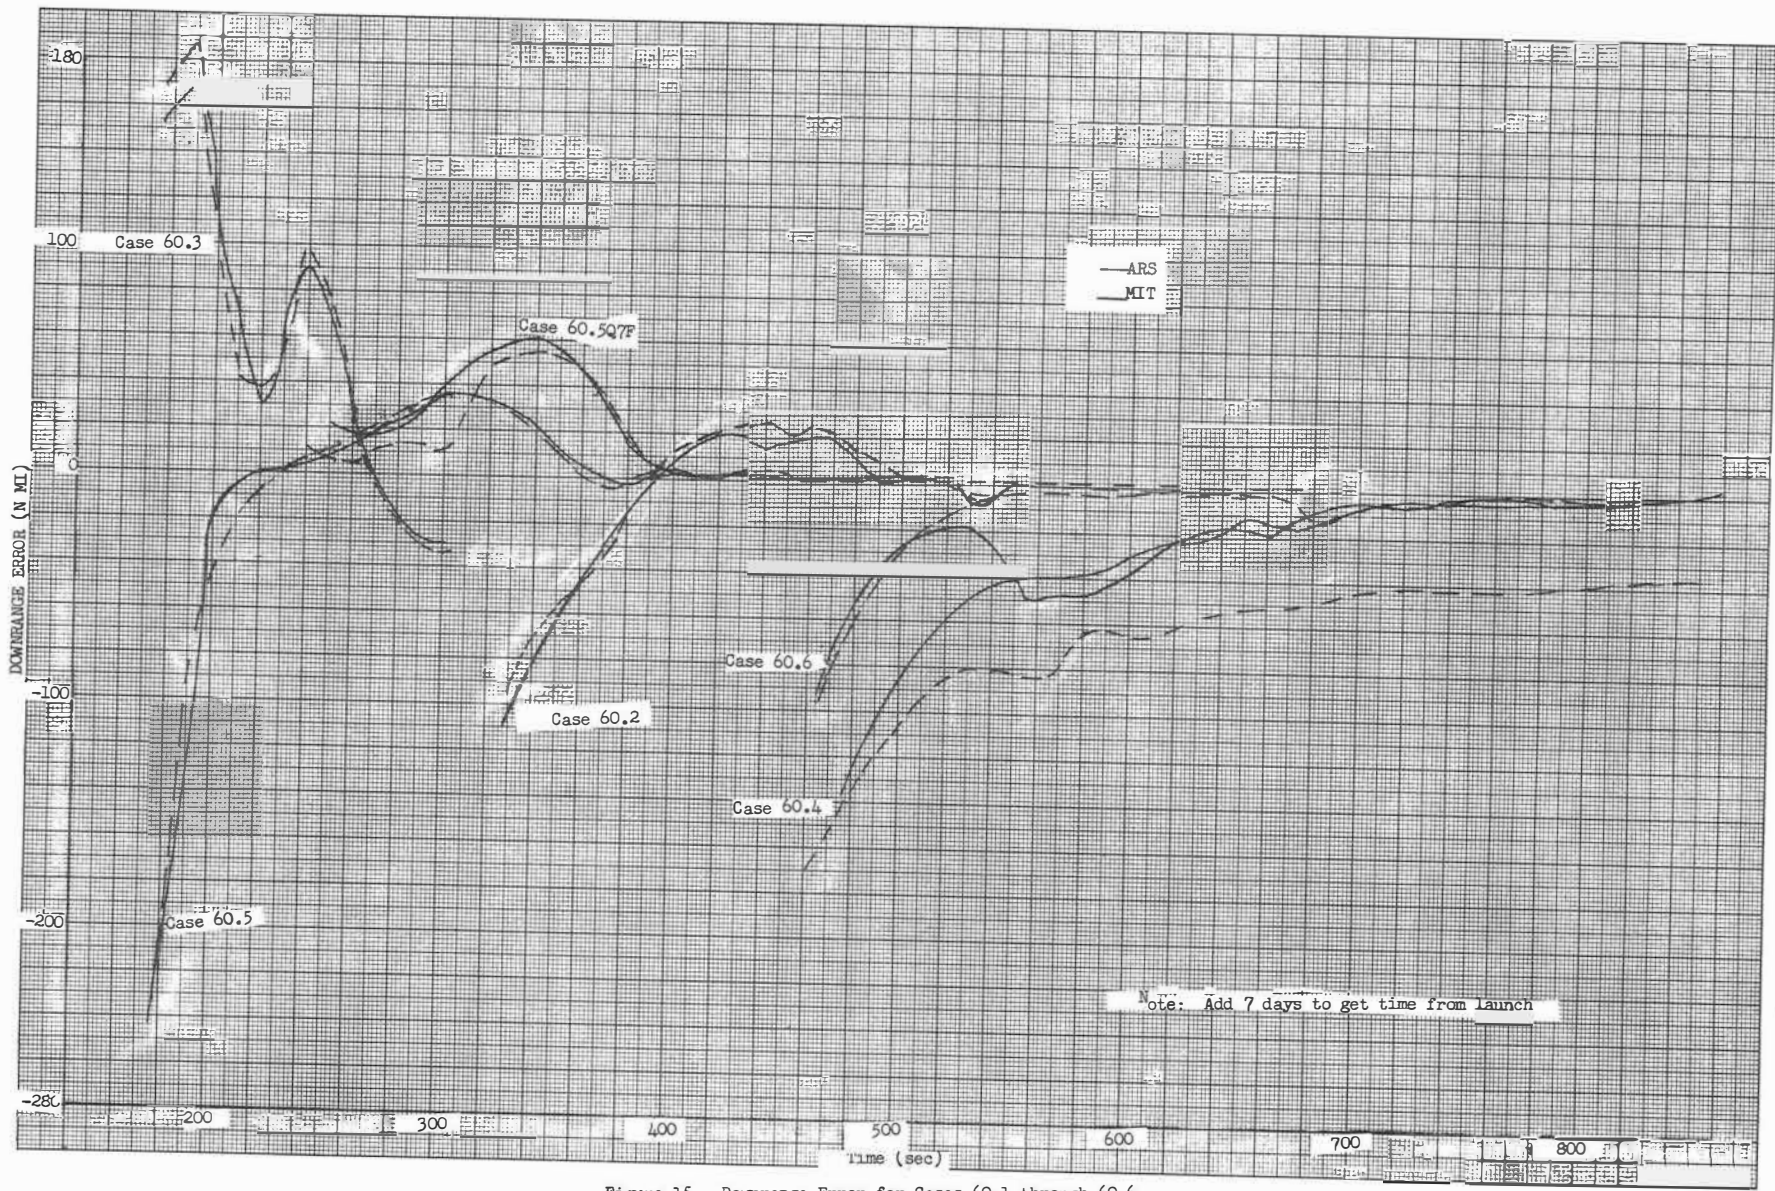 180
100
Case 60.3
ARS
MIT
Case 60.5Q7F
0
DOWNRANGE ERROR (N MI)
Case 60.6
-100
Case 60.2
Case 60.4
-200
Case 60.5
Note: Add 7 days to get time from launch
-280
200
300
400
500
600
700
800
Time (sec)